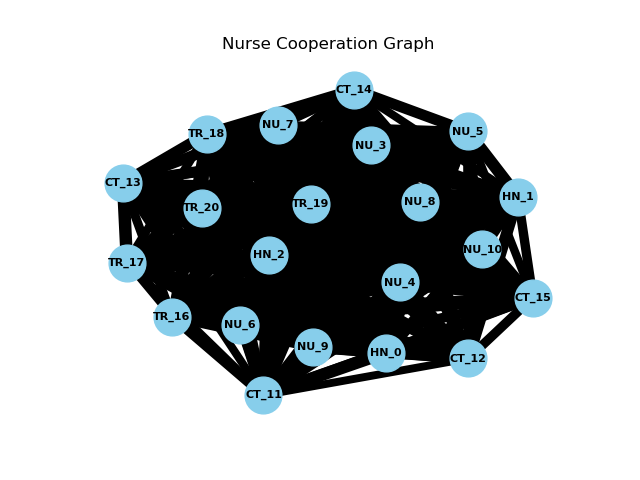 Nurse Cooperation Graph
CT_14
NU_7
NU_5
TR_18
NU_3
CT_13
HN_1
NU_8
TR_19
TR_20
NU_10
HN_2
TR_17
NU_4
CT_15
TR_16
NU_6
NU_9
HN_0
CT_12
CT_11